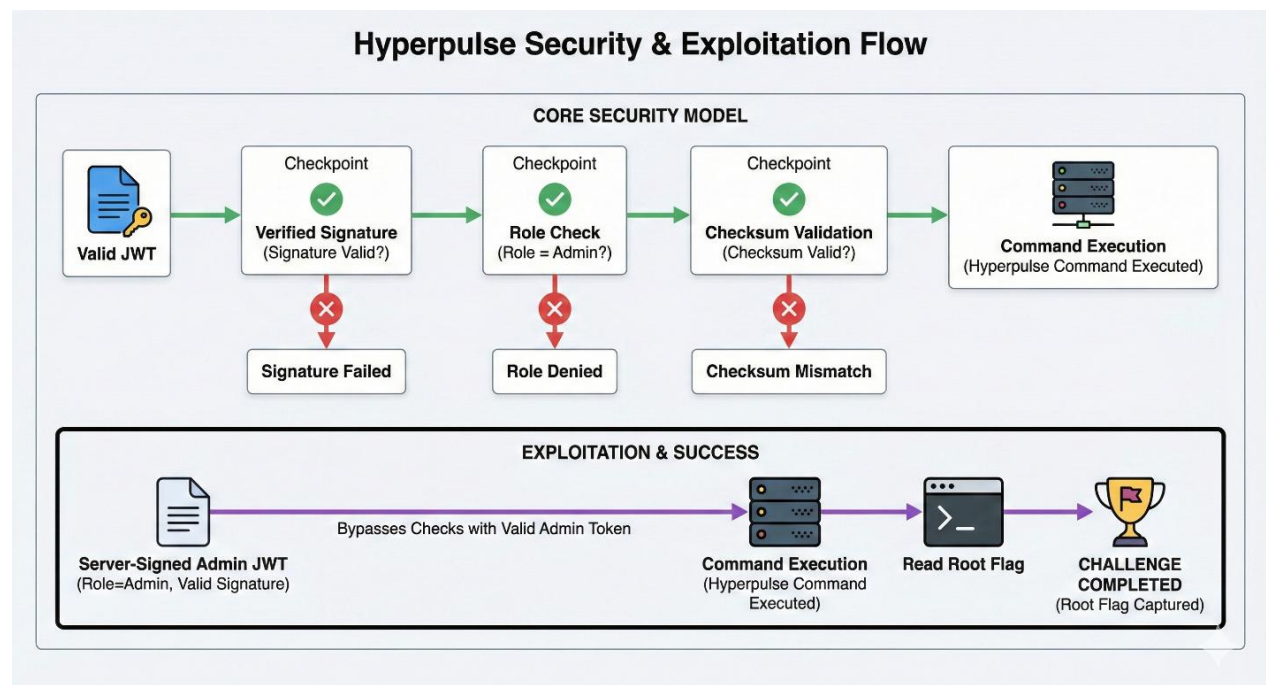 Hyperpulse Security & Exploitation Flow
CORE SECURITY MODEL
Valid JWT
Checkpoint
Verified Signature
(Signature Valid?)
Checkpoint
Role Check
(Role = Admin?)
Checkpoint
Checksum Validation
(Checksum Valid?)
Command Execution
(Hyperpulse Command Executed)
Signature Failed
Role Denied
Checksum Mismatch
EXPLOITATION & SUCCESS
Server-Signed Admin JWT
(Role=Admin, Valid Signature)
Bypasses Checks with Valid Admin Token
Command Execution
(Hyperpulse Command
Executed)
>_
Read Root Flag
CHALLENGE
COMPLETED
(Root Flag Captured)